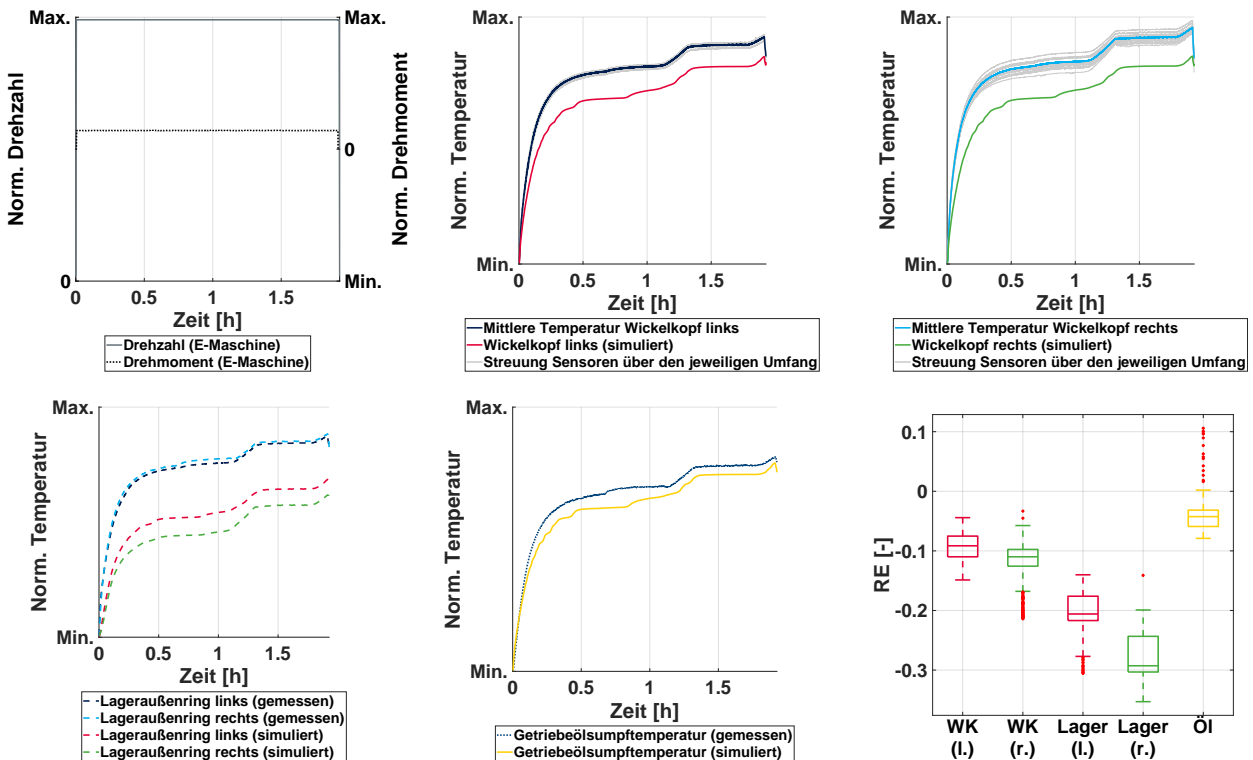 Max.
Norm. Drehzahl
0
0
0.5
1
1.5
Zeit [h]
Max.
0
Min.
Norm. Drehmoment
Drehzahl (E-Maschine)
Drehmoment (E-Maschine)
Max.
Norm. Temperatur
Min.
0
0.5
1
1.5
Zeit [h]
Mittlere Temperatur Wickelkopf links
Wickelkopf links (simuliert)
Streuung Sensoren über den jeweiligen Umfang
Max.
Norm. Temperatur
Min.
0
0.5
1
1.5
Zeit [h]
Mittlere Temperatur Wickelkopf rechts
Wickelkopf rechts (simuliert)
Streuung Sensoren über den jeweiligen Umfang
Max.
Norm. Temperatur
Min.
0
0.5
1
1.5
Zeit [h]
Lageraußenring links (gemessen)
Lageraußenring rechts (gemessen)
Lageraußenring links (simuliert)
Lageraußenring rechts (simuliert)
Max.
Norm. Temperatur
Min.
0
0.5
1
1.5
Zeit [h]
Getriebeölsumpftemperatur (gemessen)
Getriebeölsumpftemperatur (simuliert)
RE [-]
0.1
0
-0.1
-0.2
-0.3
WK
(l.)
WK
(r.)
Lager
(l.)
Lager
(r.)
Öl